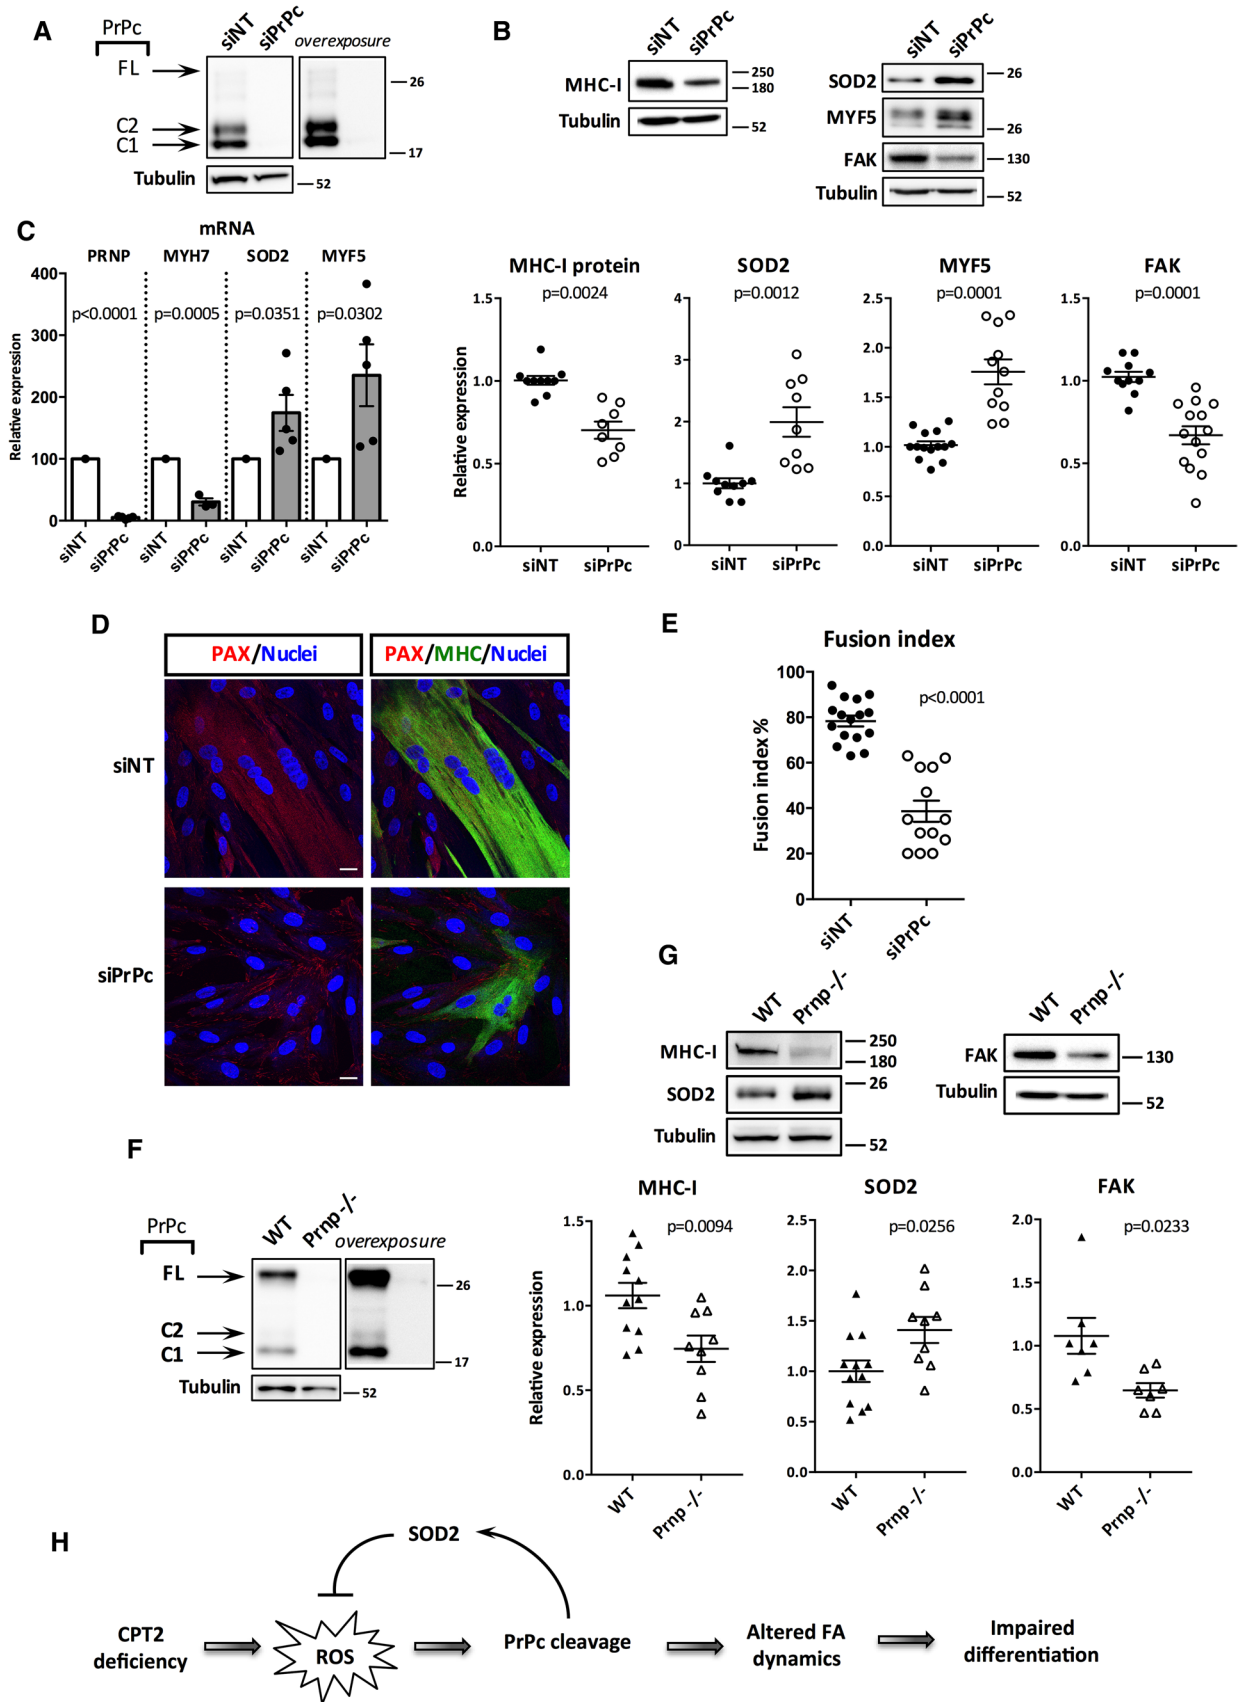 A
PrPc
siNT
siPrPc
overexposure
FL
26
C2
C1
17
Tubulin
52
B
siNT
siPrPc
MHC-I
250
180
Tubulin
52
siNT
siPrPc
SOD2
26
MYF5
26
FAK
130
Tubulin
52
C
mRNA
PRNP
MYH7
SOD2
MYF5
p<0.0001
p=0.0005
p=0.0351
p=0.0302
Relative expression
400
300
200
100
0
siNT
siPrPc
siNT
siPrPc
siNT
siPrPc
siNT
siPrPc
MHC-I protein
p=0.0024
Relative expression
1.5
1.0
0.5
0.0
siNT
siPrPc
SOD2
p=0.0012
4
3
2
1
0
siNT
siPrPc
MYF5
p=0.0001
2.5
2.0
1.5
1.0
0.5
0.0
siNT
siPrPc
FAK
p=0.0001
1.5
1.0
0.5
0.0
siNT
siPrPc
D
PAX/Nuclei
PAX/MHC/Nuclei
siNT
siPrPc
E
Fusion index
p<0.0001
Fusion index %
100
80
60
40
20
0
siNT
siPrPc
F
PrPc
WT
Prnp -/-
overexposure
FL
26
C2
C1
17
Tubulin
52
G
WT
Prnp -/-
MHC-I
250
180
SOD2
26
Tubulin
52
WT
Prnp -/-
FAK
130
Tubulin
52
MHC-I
p=0.0094
Relative expression
1.5
1.0
0.5
0.0
WT
Prnp -/-
SOD2
p=0.0256
2.5
2.0
1.5
1.0
0.5
0.0
WT
Prnp -/-
FAK
p=0.0233
2.0
1.5
1.0
0.5
0.0
WT
Prnp -/-
H
SOD2
CPT2
deficiency
ROS
PrPc cleavage
Altered FA
dynamics
Impaired
differentiation